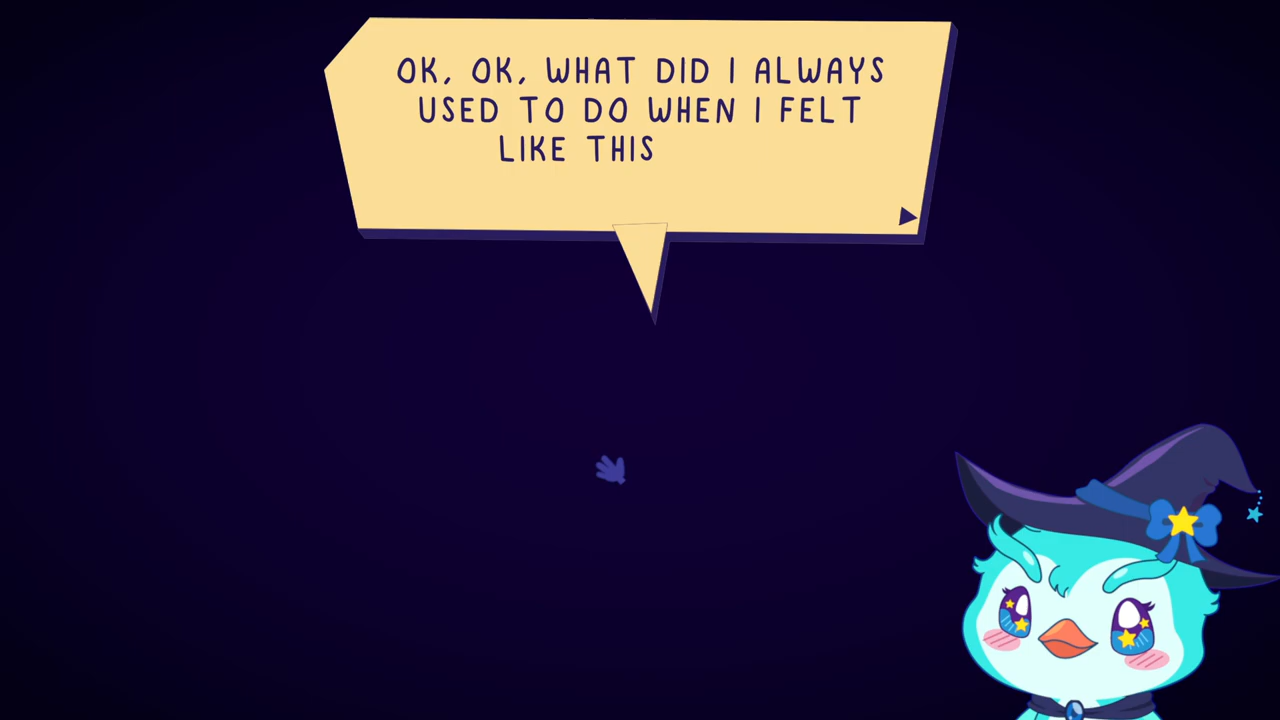 OK, OK, WHAT DID I ALWAYS
USED TO DO WHEN I FELT
LIKE THIS